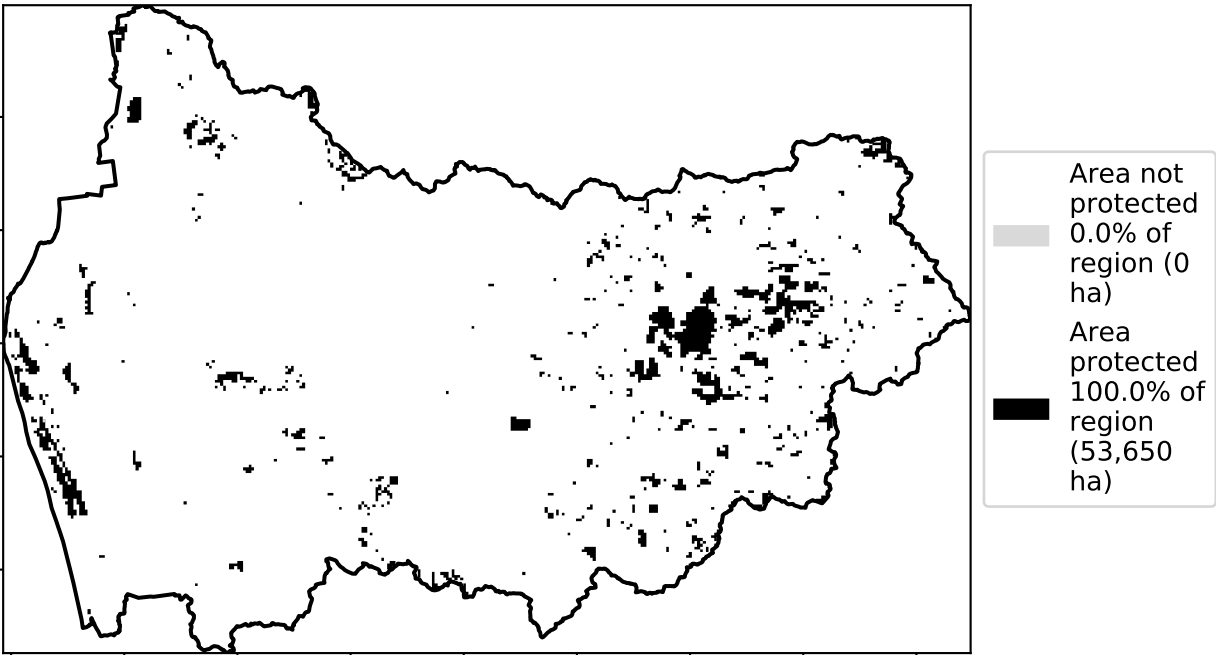 Area not
protected
0.0% of
region (0
ha)
Area
protected
100.0% of
region
(53,650
ha)